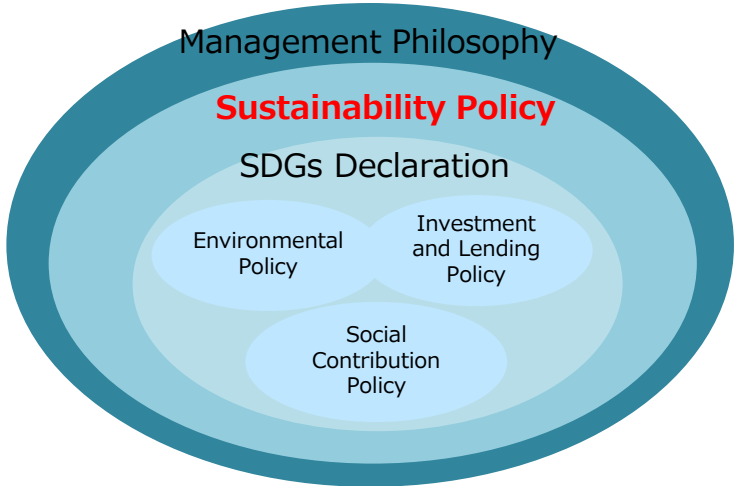 Management Philosophy
Sustainability Policy
SDGs Declaration
Environmental
Policy
Investment
and Lending
Policy
Social
Contribution
Policy